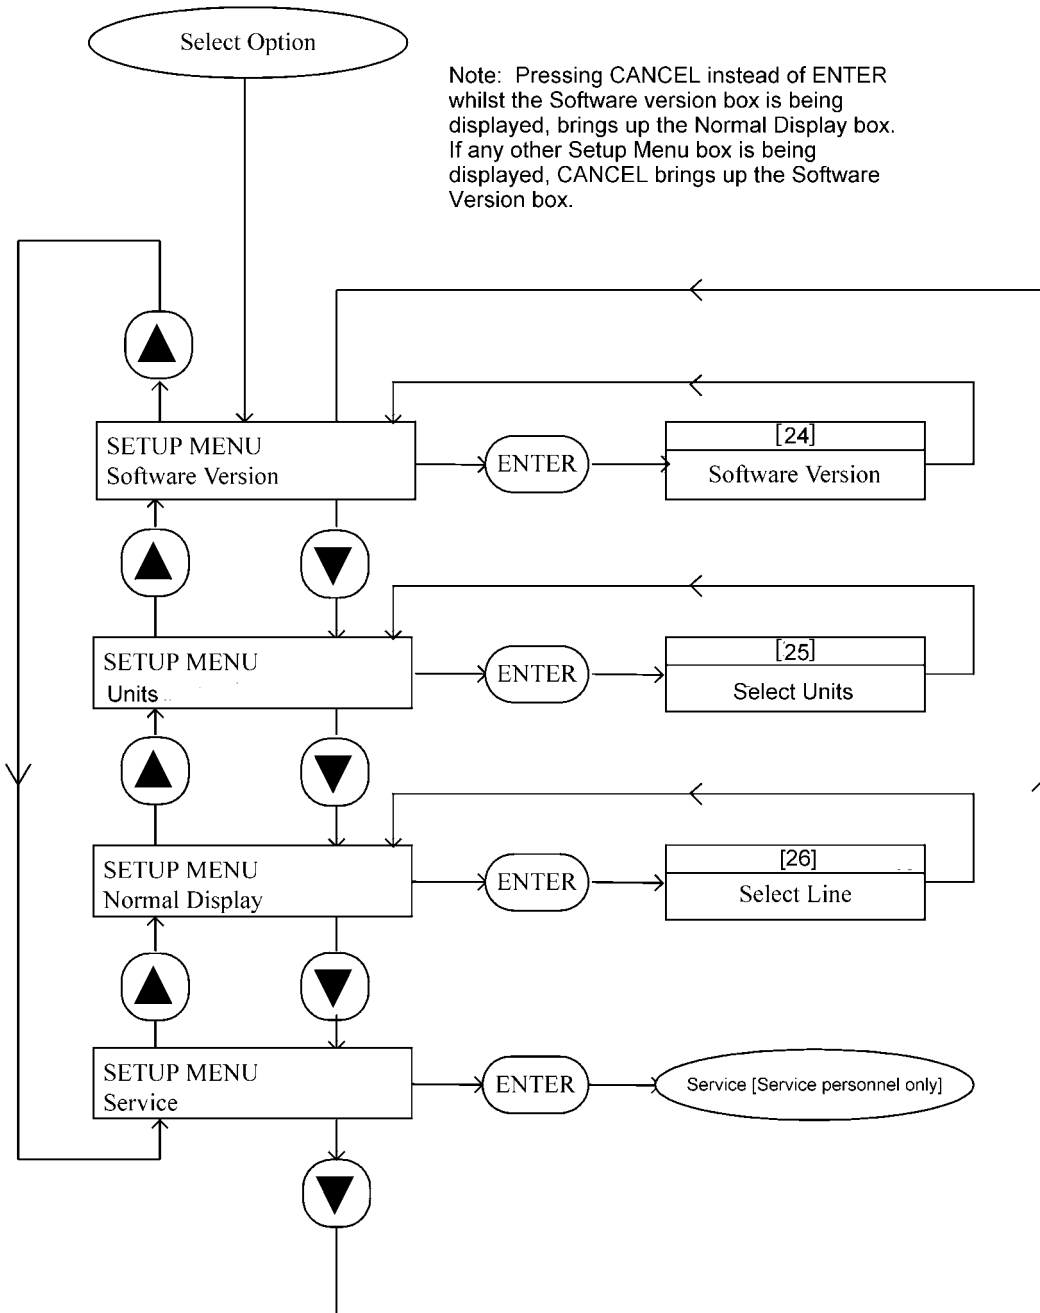 Select Option
Note: Pressing CANCEL instead of ENTER
whilst the Software version box is being
displayed, brings up the Normal Display box.
If any other Setup Menu box is being
displayed, CANCEL brings up the Software
Version box.
SETUP MENU
Software Version
ENTER
[24]
Software Version
SETUP MENU
Units
ENTER
[25]
Select Units
SETUP MENU
Normal Display
ENTER
[26]
Select Line
SETUP MENU
Service
ENTER
Service [Service personnel only]